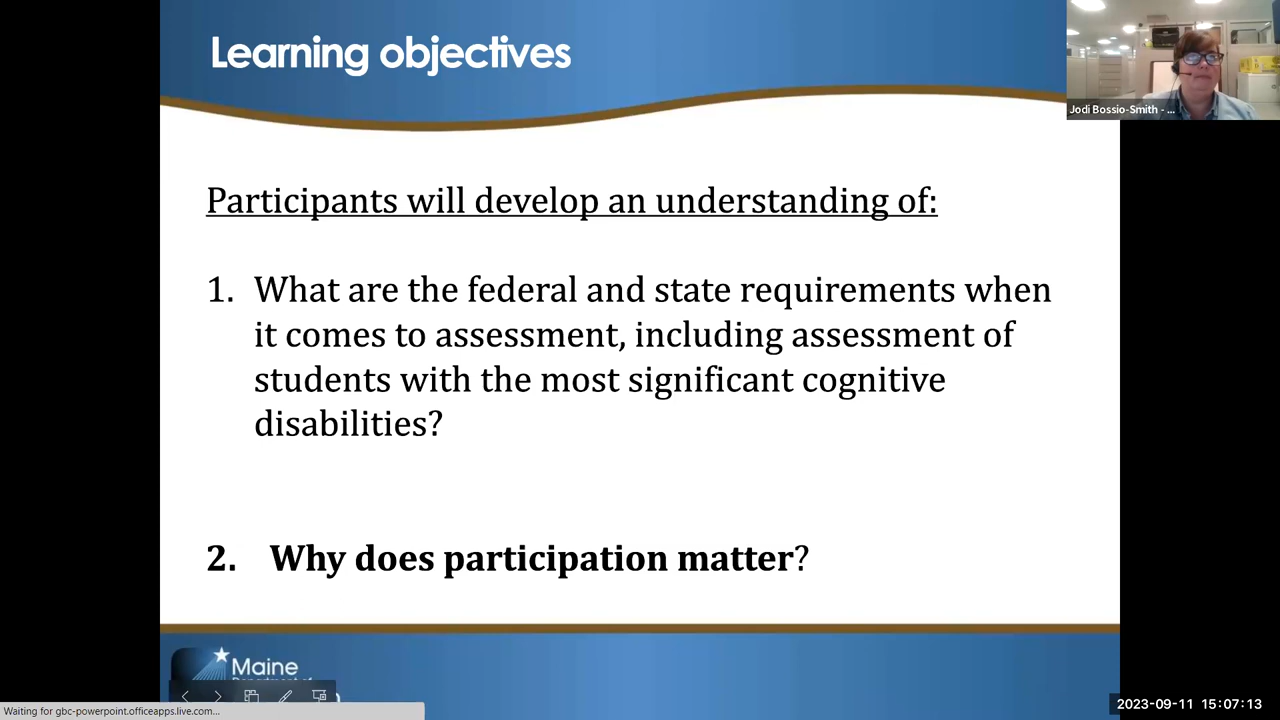 Learning objectives
Jodi Bossio-Smith - ...
Participants will develop an understanding of:
1. What are the federal and state requirements when
it comes to assessment, including assessment of
students with the most significant cognitive
disabilities?
2. Why does participation matter?
Maine
Waiting for gbc-powerpoint.officeapps.live.com...
2023-09-11 15:07:13